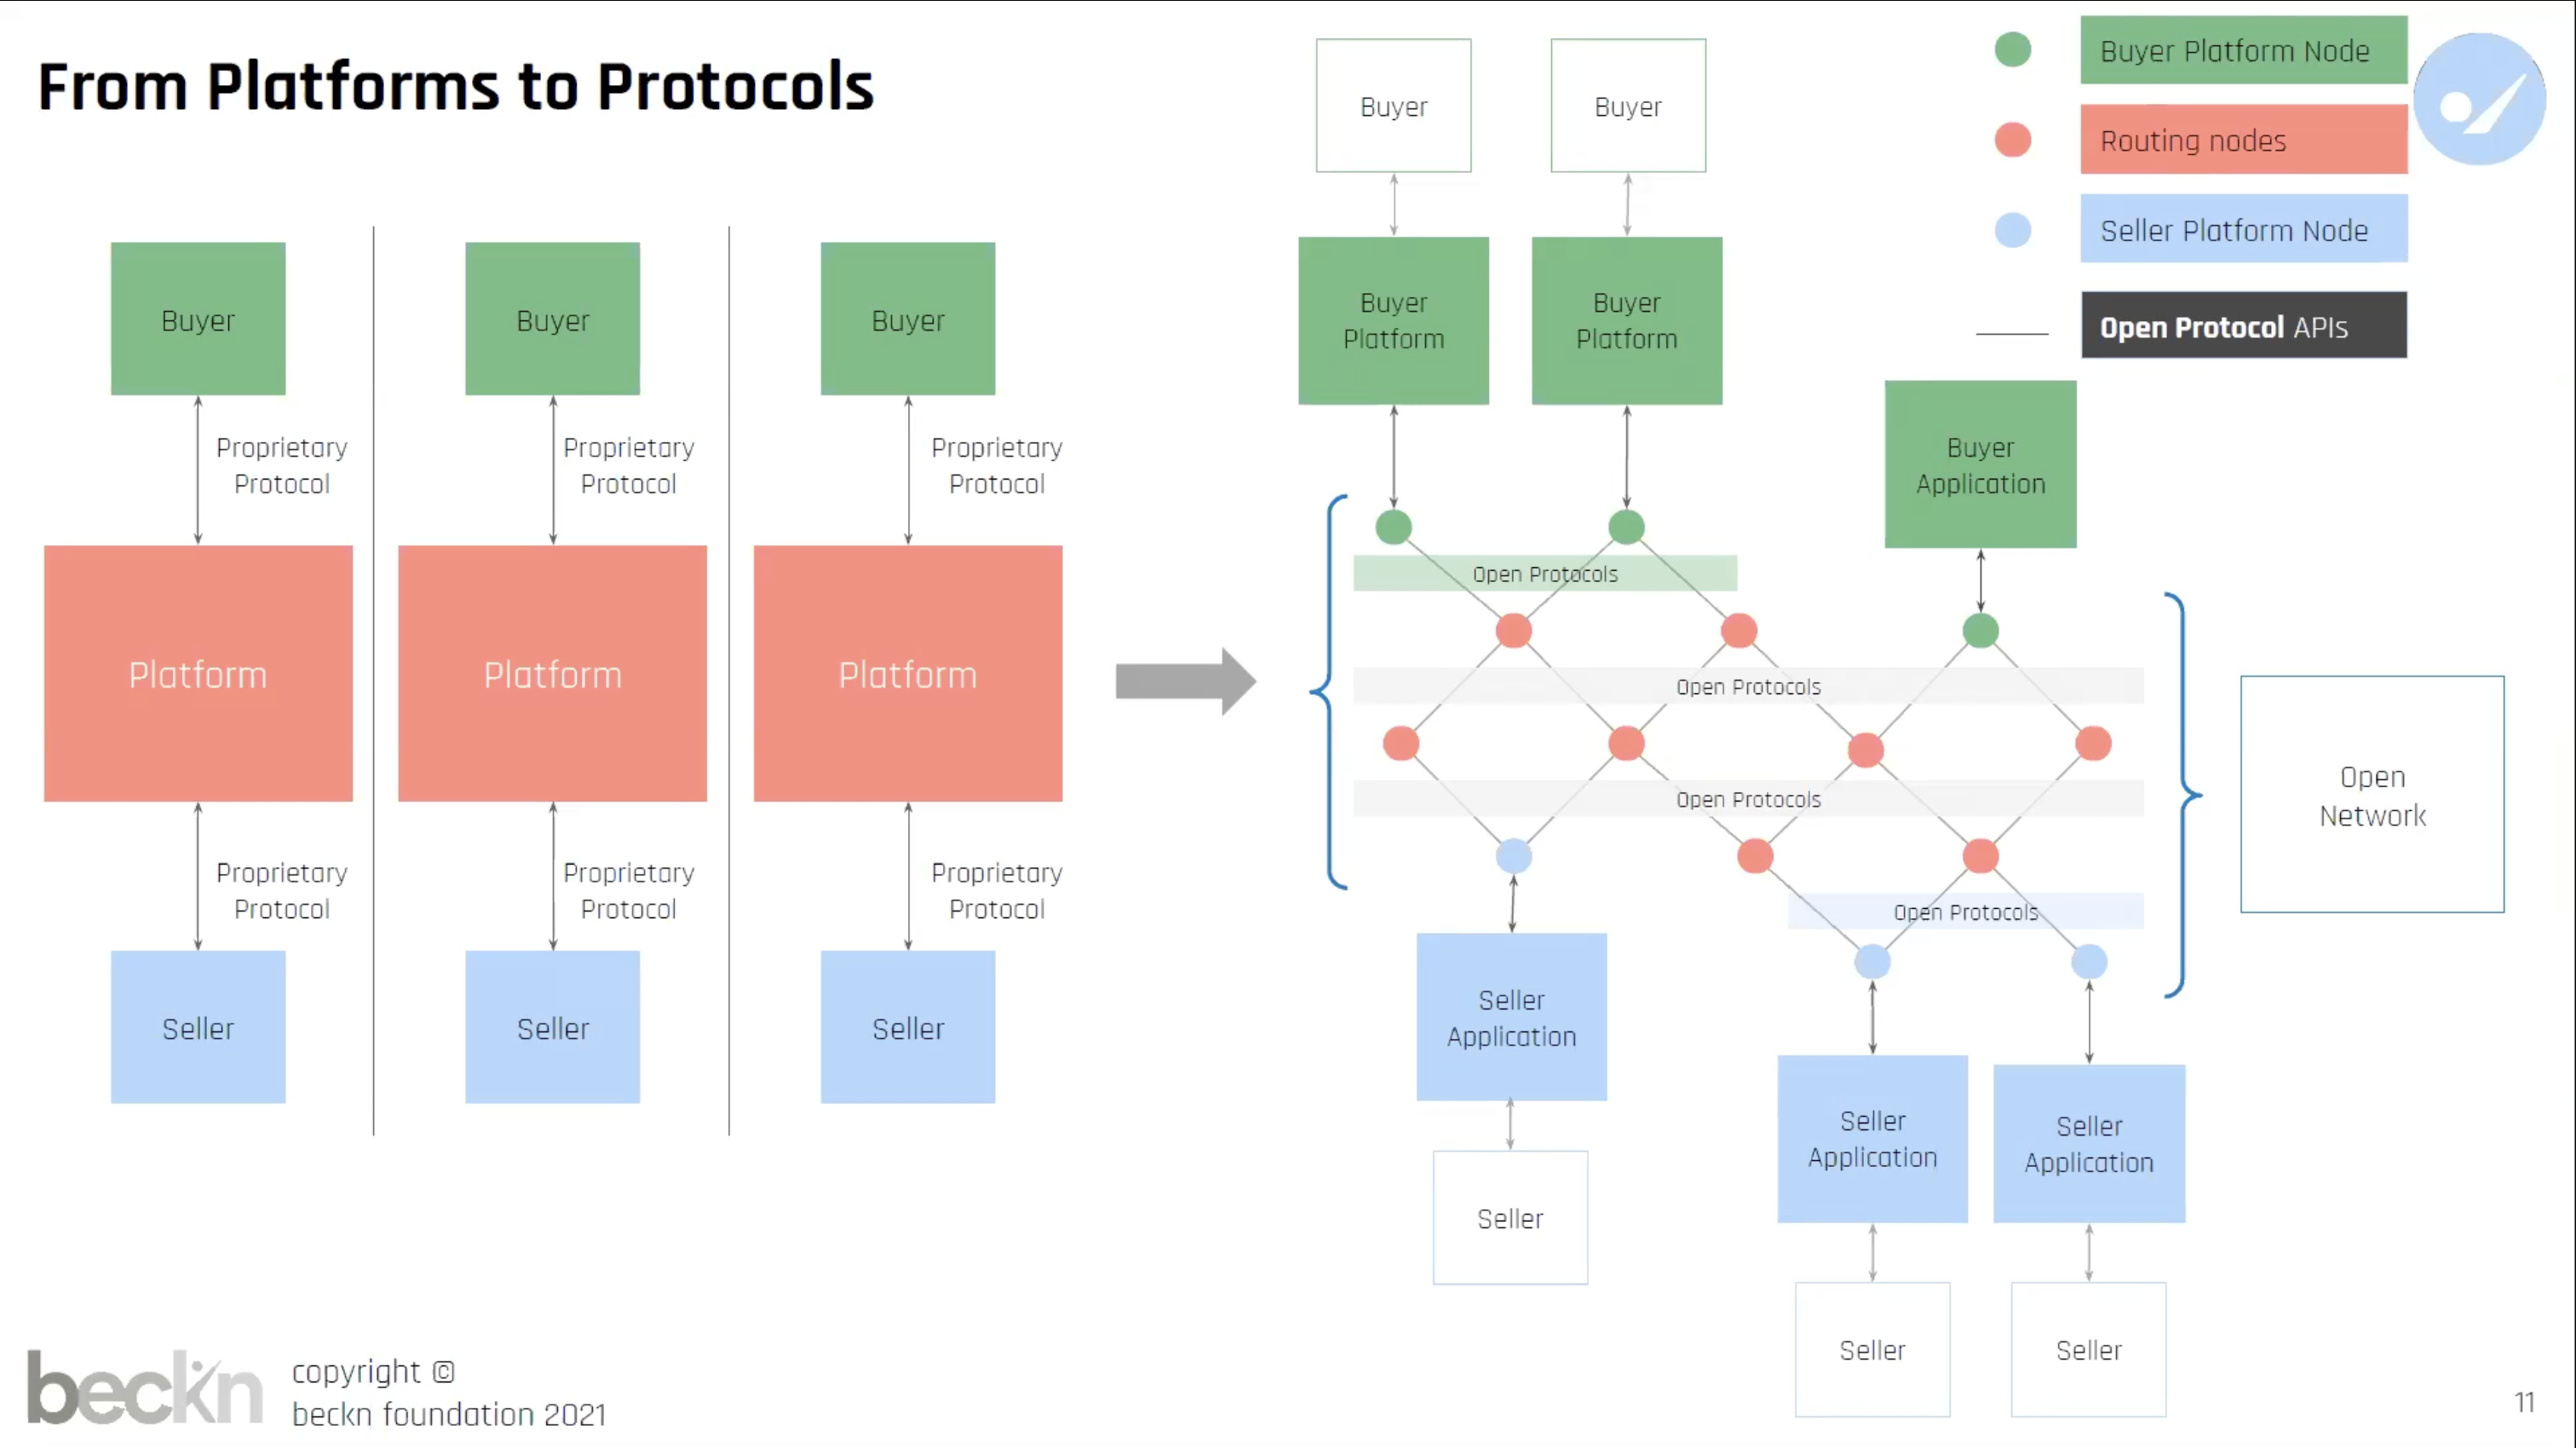 From Platforms to Protocols
Buyer
Proprietary
Protocol
Platform
Proprietary
Protocol
Seller
Buyer
Proprietary
Protocol
Platform
Proprietary
Protocol
Seller
Buyer
Proprietary
Protocol
Platform
Proprietary
Protocol
Seller
Buyer
Buyer
Buyer
Platform
Buyer
Platform
Buyer Platform Node
Routing nodes
Seller Platform Node
Open Protocol APIs
Buyer
Application
Open Protocols
Open Protocols
Open Protocols
Open Protocols
Open
Network
Seller
Application
Seller
Seller
Application
Seller
Application
Seller
Seller
beckn
copyright ©
beckn foundation 2021
11